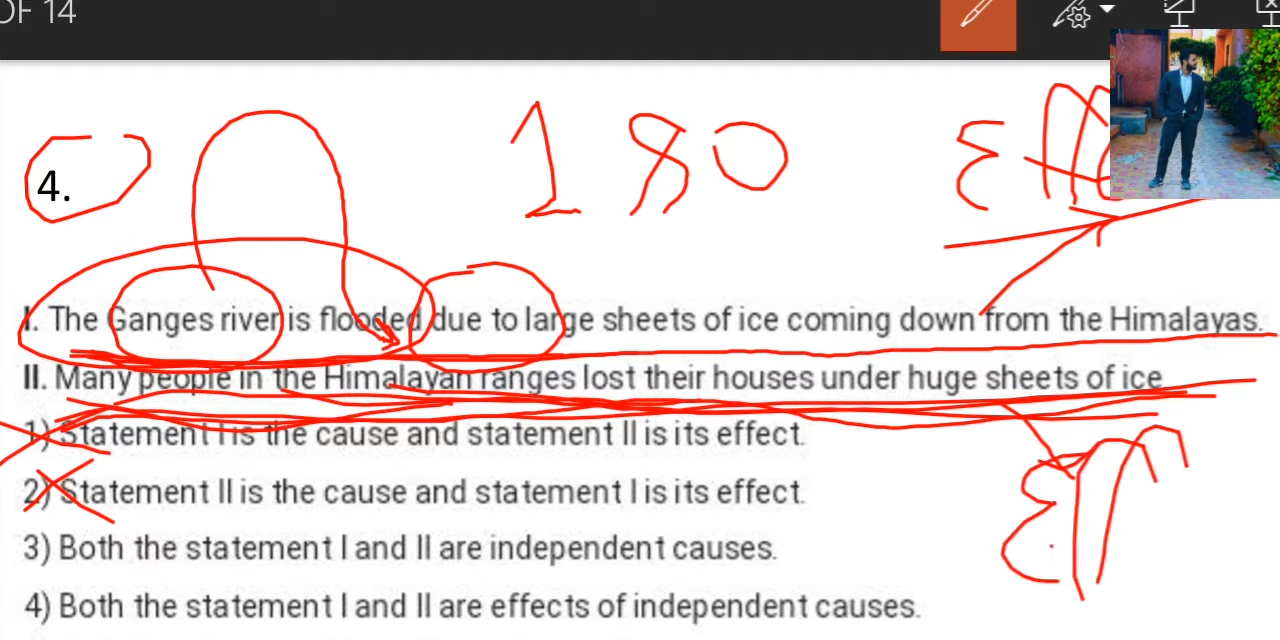 OF 14
4. 180 Eff
I. The Ganges river is flooded due to large sheets of ice coming down from the Himalayas.
II. Many people in the Himalayan ranges lost their houses under huge sheets of ice
1) Statement I is the cause and statement II is its effect.
2) Statement II is the cause and statement I is its effect.
Eff
3) Both the statement I and II are independent causes.
4) Both the statement I and II are effects of independent causes.